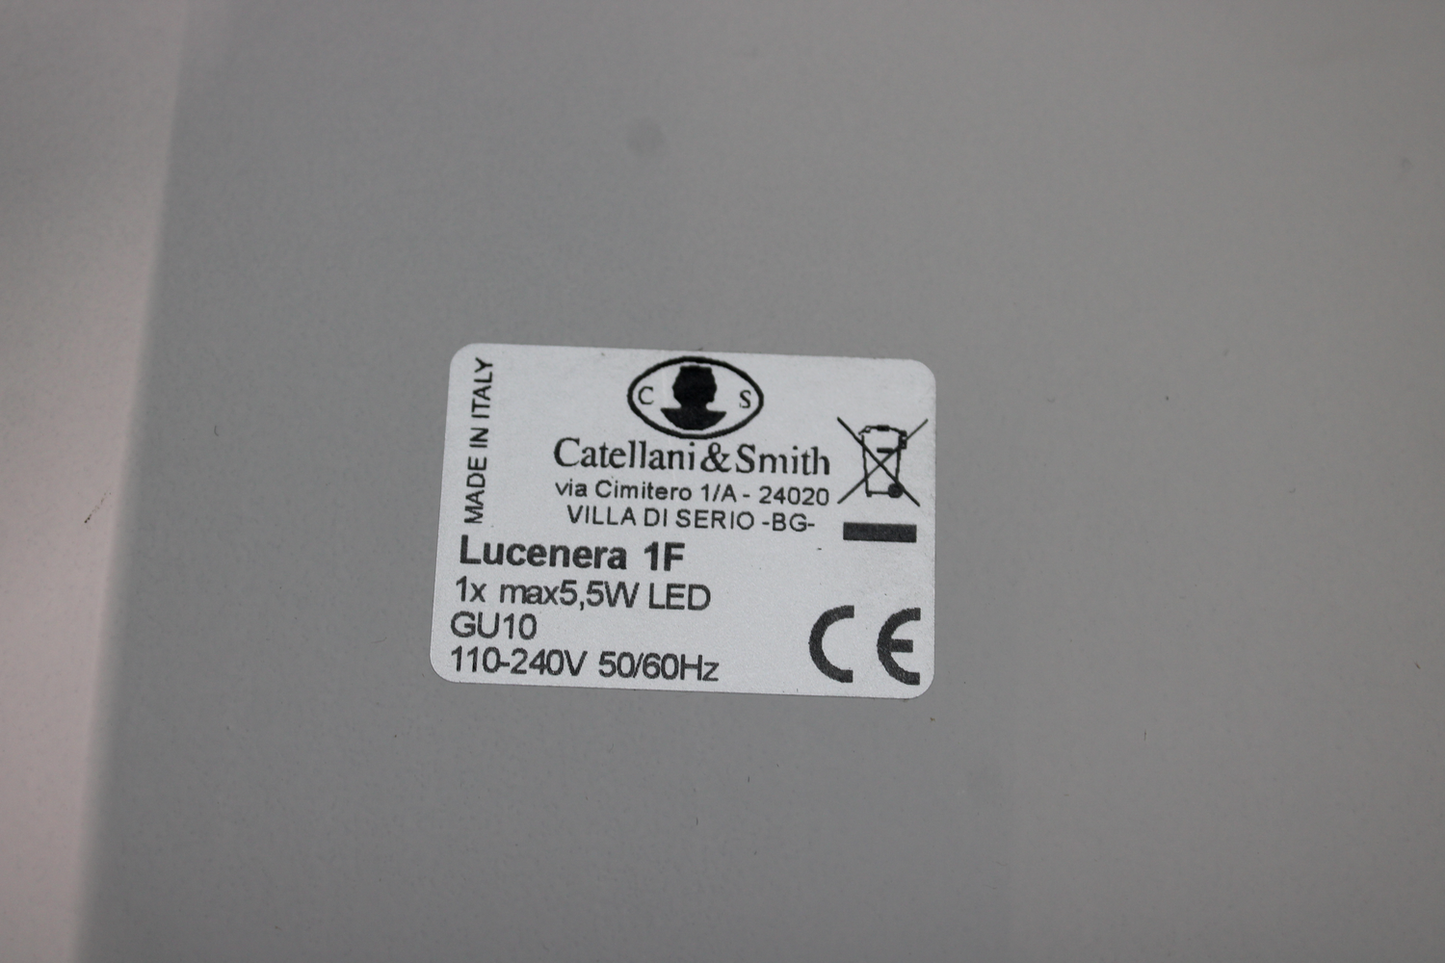 MADE IN ITALY
C S
Catellani & Smith
via Cimitero 1/A - 24020
VILLA DI SERIO -BG-
Lucenera 1F
1x max5,5W LED
GU10
110-240V 50/60Hz
CE